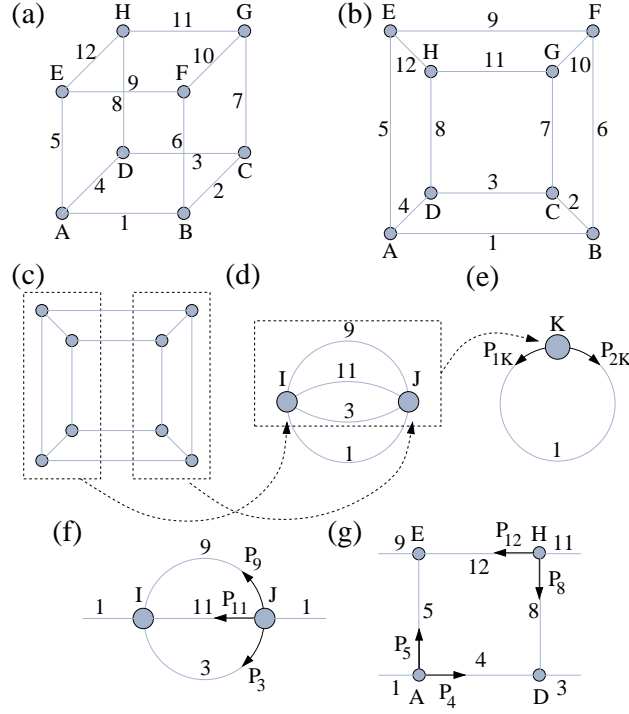 (a)
H
11
G
12
10
E
9
F
8
7
5
6
D
3
C
4
2
A
1
B
(b)
E
9
F
H
G
12
11
10
5
8
7
6
3
4
D
C
2
A
1
B
(c)
(d)
9
11
I
J
3
1
(e)
K
P1K
P2K
1
(f)
9
P9
I
J
1
11
P11
1
3
P3
(g)
E
H
9
P12
11
12
P8
5
8
P5
4
1
P4
3
A
D